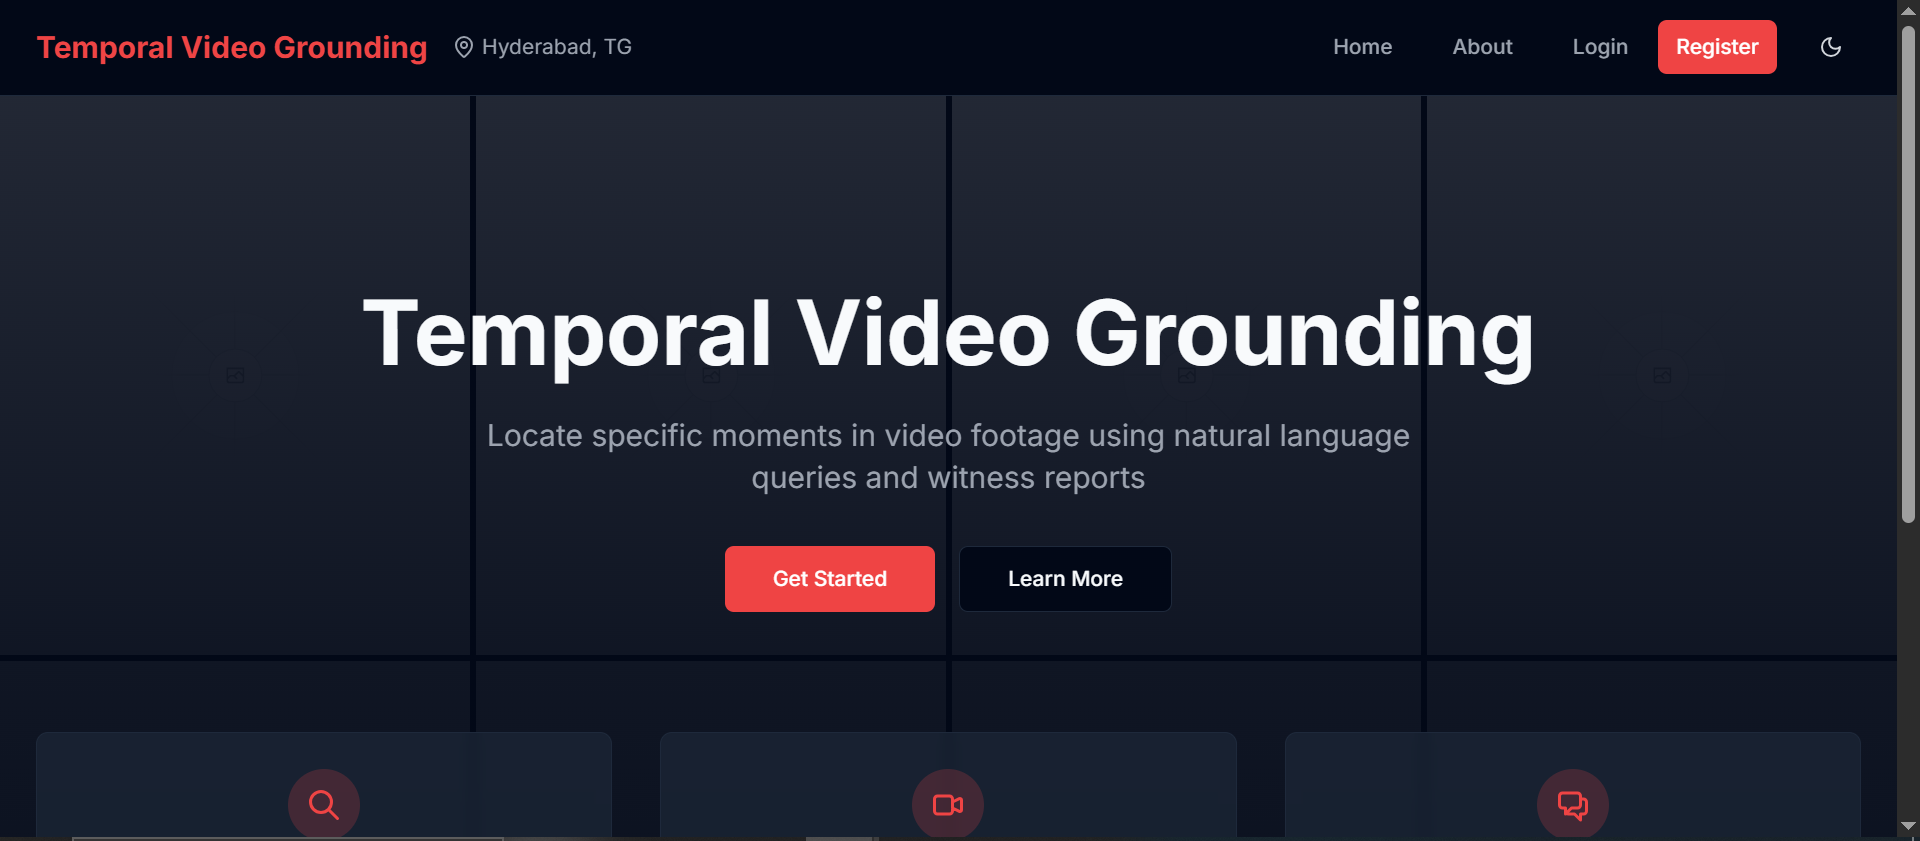 Temporal Video Grounding
Hyderabad, TG
Home
About
Login
Register
Temporal Video Grounding
Locate specific moments in video footage using natural language
queries and witness reports
Get Started
Learn More